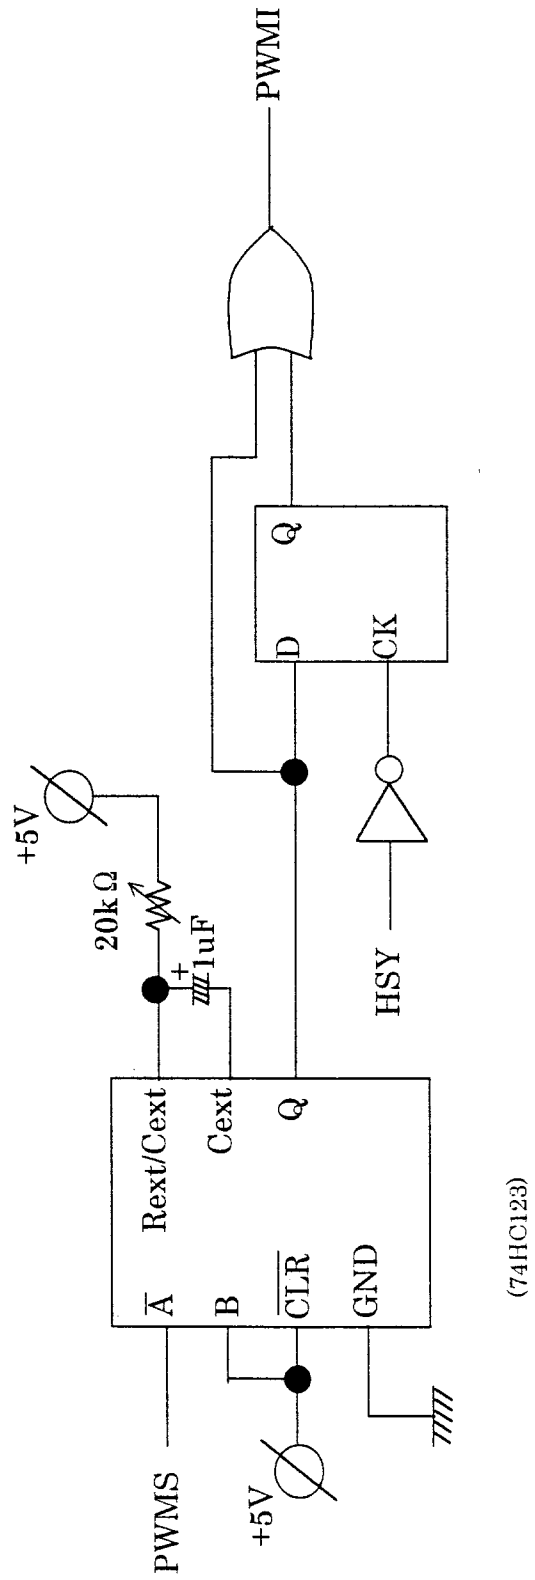 PWMS
+5V
A
B
CLR
GND
Rext/Cext
Cext
Q
20kΩ
+
1uF
+5V
HSY
D
CK
Q
PWMI
(74HC123)